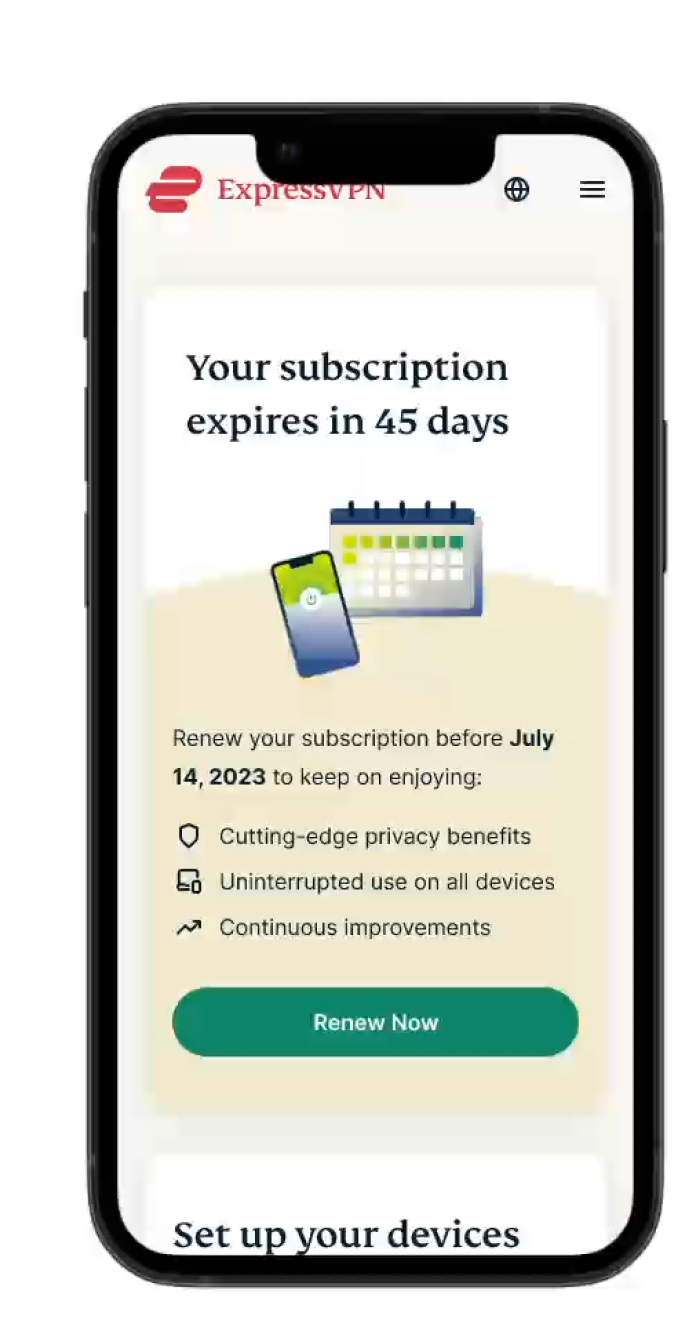 ExpressVPN
Your subscription
expires in 45 days
Renew your subscription before July
14, 2023 to keep on enjoying:
Cutting-edge privacy benefits
Uninterrupted use on all devices
Continuous improvements
Renew Now
Set up your devices